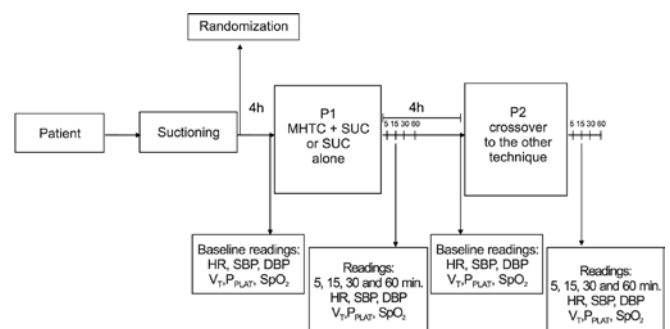 Randomization
4h
P1
MHTC + SUC
or SUC
alone
4h
5 15 30 60
P2
crossover
to the other
technique
5 15 30 60
Patient
Suctioning
Baseline readings:
HR, SBP, DBP
VT,PPLAT, SpO2
Readings:
5, 15, 30 and 60 min.
HR, SBP, DBP
VT,PPLAT, SpO2
Baseline readings:
HR, SBP, DBP
VT,PPLAT, SpO2
Readings:
5, 15, 30 and 60 min.
HR, SBP, DBP
VT,PPLAT, SpO2